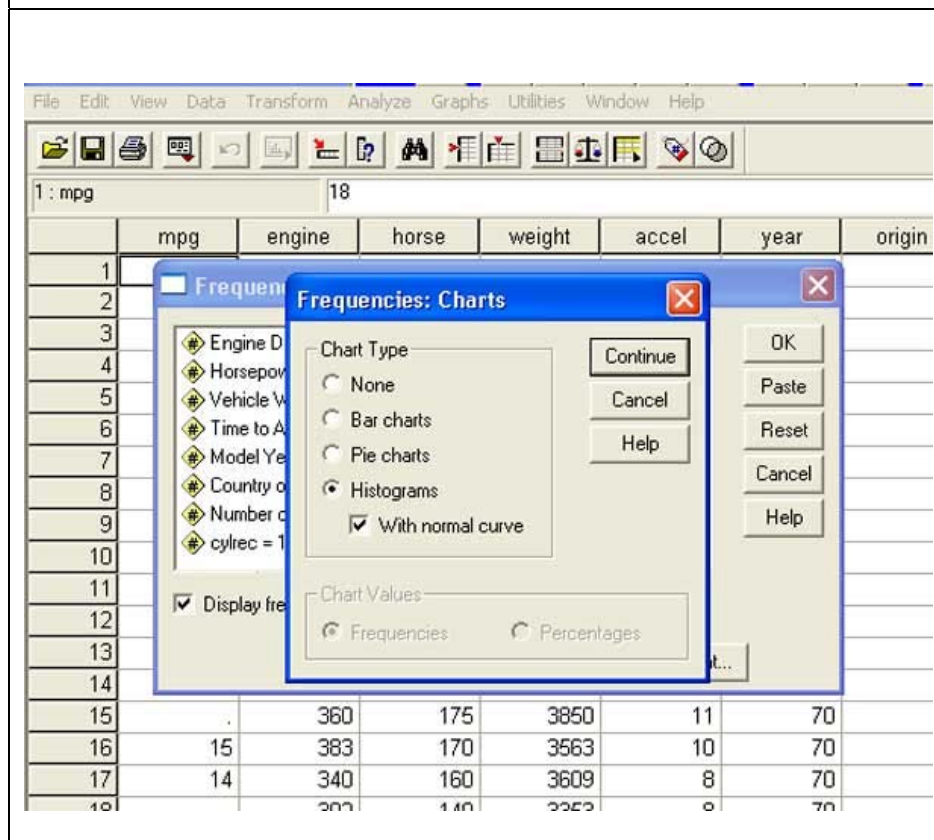 File Edit View Data Transform Analyze Graphs Utilities Window Help
1 : mpg 18
mpg engine horse weight accel year origin
1
2
3
4
5
6
7
8
9
10
11
12
13
14
Frequen
Engine D
Horsepow
Vehicle W
Time to A
Model Ye
Country o
Number o
cylrec = 1
Display fre
OK
Paste
Reset
Cancel
Help
t...
Frequencies: Charts
Chart Type
None
Bar charts
Pie charts
Histograms
With normal curve
Continue
Cancel
Help
Chart Values
Frequencies Percentages
15 . 360 175 3850 11 70
16 15 383 170 3563 10 70
17 14 340 160 3609 8 70